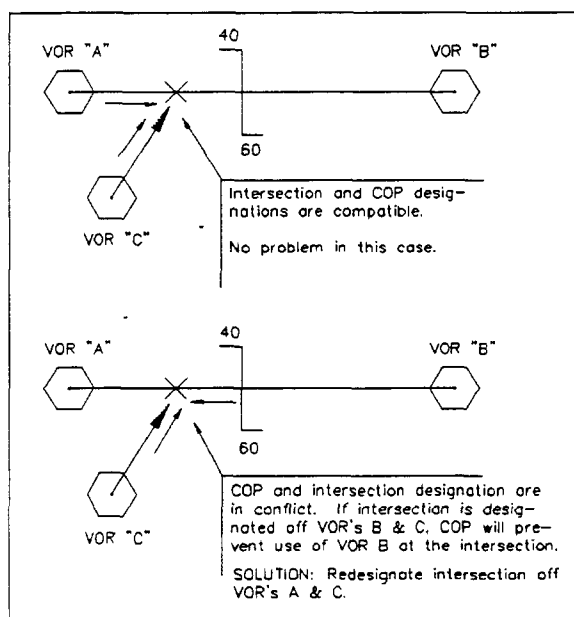 40
VOR "A"
VOR "B"
60
VOR "C"
Intersection and COP desig-
nations are compatible.
No problem in this case.
40
VOR "A"
VOR "B"
60
VOR "C"
COP and intersection designation are
in conflict. If intersection is desig-
nated off VOR's B & C, COP will pre-
vent use of VOR B at the intersection.
SOLUTION: Redesignate intersection off
VOR's A & C.